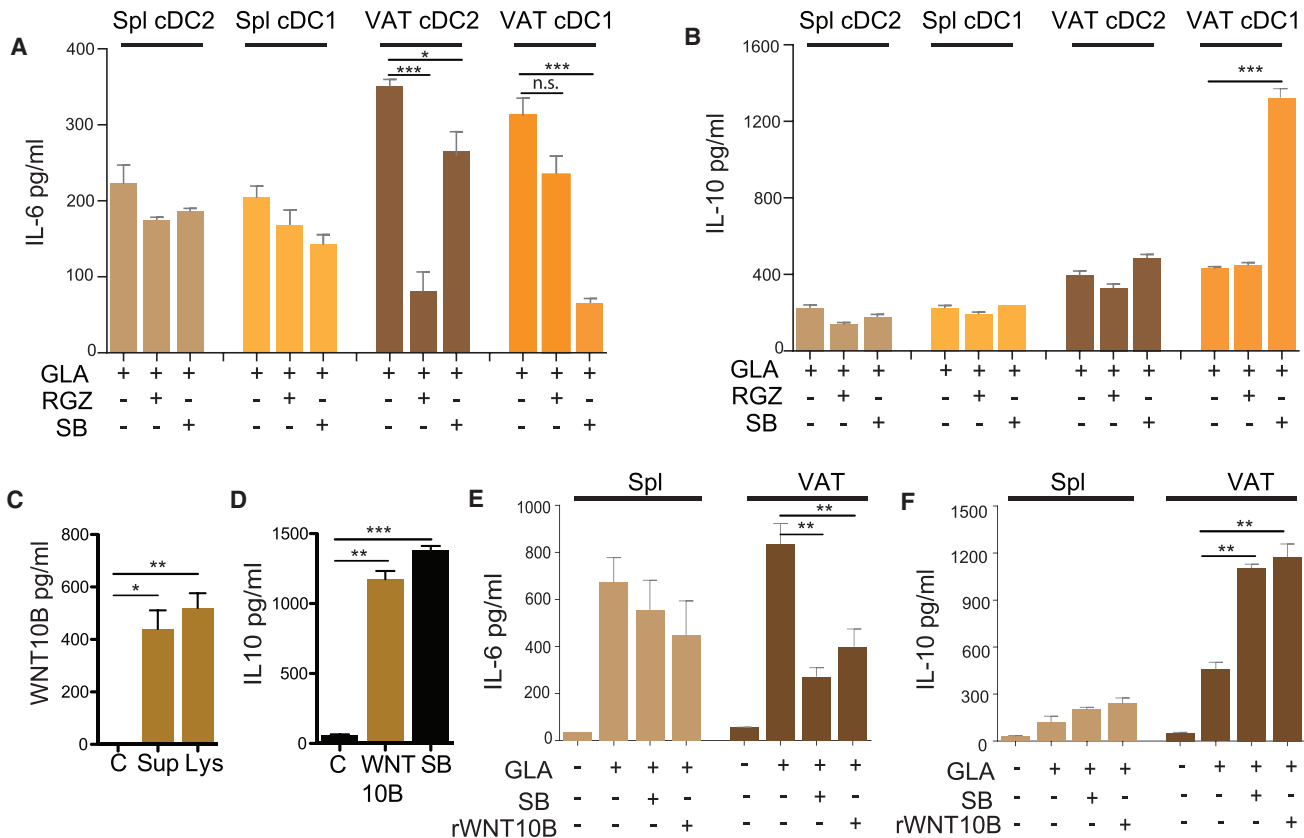 A
Spl cDC2 Spl cDC1 VAT cDC2 VAT cDC1
IL-6 pg/ml
400
300
200
100
0
*
***
***
n.s.
GLA + + + + + + + + + + + +
RGZ - + - - + - - + - - + -
SB - - + - - + - - + - - +
B
Spl cDC2 Spl cDC1 VAT cDC2 VAT cDC1
IL-10 pg/ml
1600
1200
800
400
0
***
GLA + + + + + + + + + + + +
RGZ - + - - + - - + - - + -
SB - - + - - + - - + - - +
C
WNT10B pg/ml
800
600
400
200
0
**
*
C Sup Lys
D
IL10 pg/ml
1500
1000
500
0
***
**
C WNT SB
10B
E
Spl VAT
IL-6 pg/ml
1000
800
600
400
200
0
**
**
GLA - + + + - + + +
SB - - + - - - + -
rWNT10B - - - + - - - +
F
Spl VAT
IL-10 pg/ml
1500
1200
900
600
300
0
**
**
GLA - + + + - + + +
SB - - + - - - + -
rWNT10B - - - + - - - +